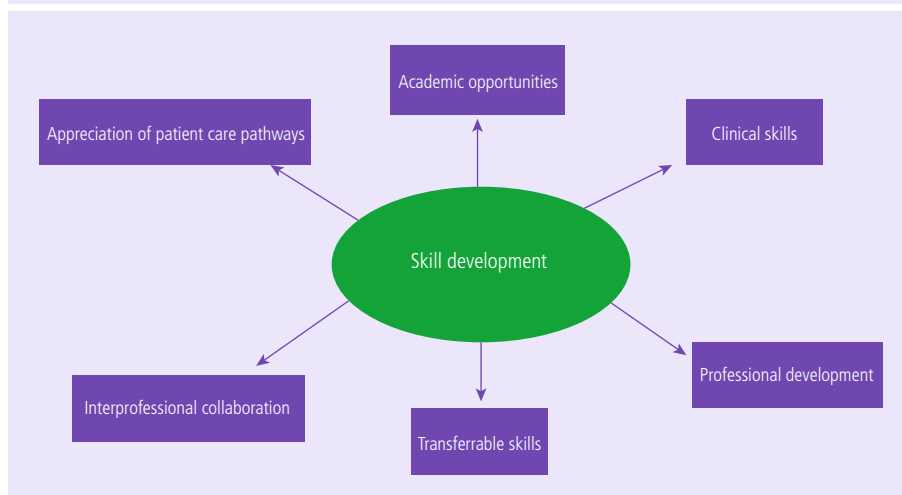 Academic opportunities
Appreciation of patient care pathways
Clinical skills
Skill development
Professional development
Interprofessional collaboration
Transferrable skills